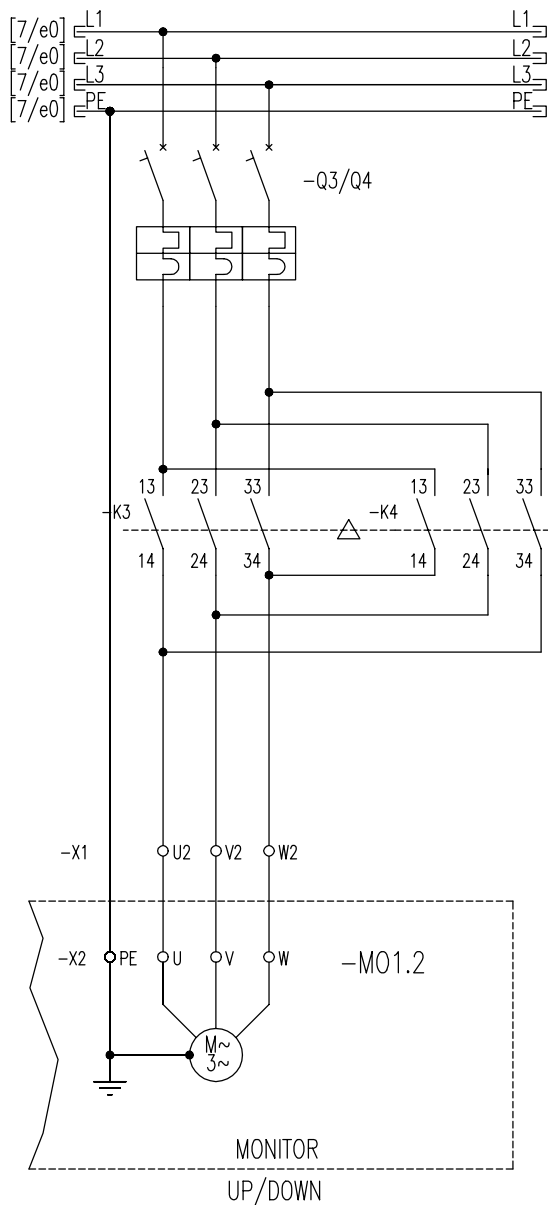 [7/e0] L1 L1
[7/e0] L2 L2
[7/e0] L3 L3
[7/e0] PE PE
-Q3/Q4
13 23 33 13 23 33
-K3 -K4
14 24 34 14 24 34
-X1 U2 V2 W2
-X2 PE U V W -M01.2
M~
3~
MONITOR
UP/DOWN